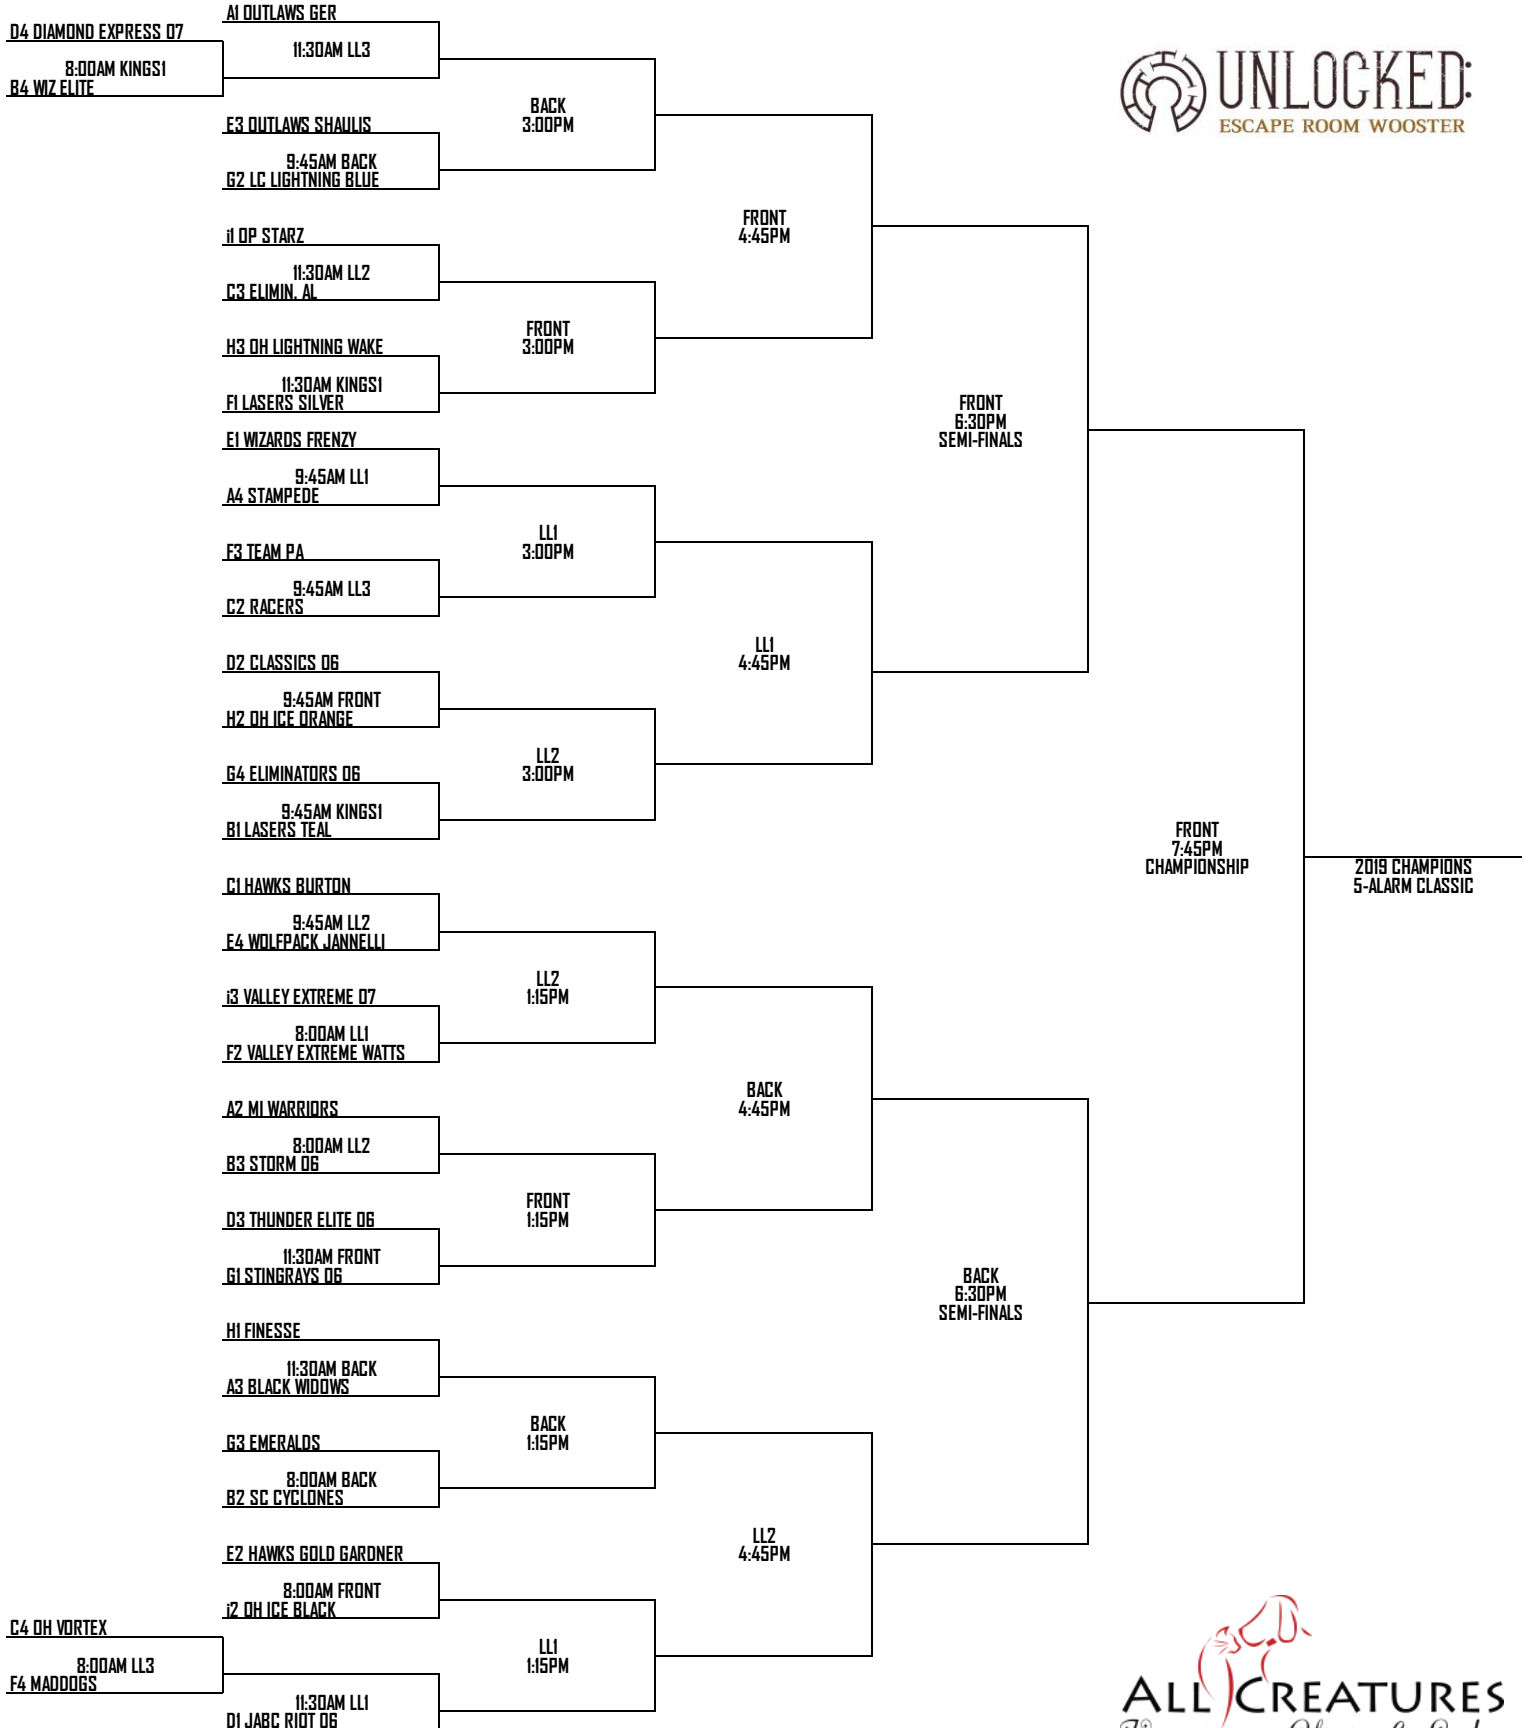 A1 OUTLAWS GER
D4 DIAMOND EXPRESS 07
11:30AM LL3
8:00AM KINGS1
B4 WIZ ELITE
BACK
3:00PM
E3 OUTLAWS SHAULIS
9:45AM BACK
G2 LC LIGHTNING BLUE
UNLOCKED:
ESCAPE ROOM WOOSTER
FRONT
4:45PM
i1 OP STARZ
11:30AM LL2
C3 ELIMIN. AL
FRONT
3:00PM
H3 OH LIGHTNING WAKE
11:30AM KINGS1
F1 LASERS SILVER
FRONT
6:30PM
SEMI-FINALS
E1 WIZARDS FRENZY
9:45AM LL1
A4 STAMPEDE
LL1
3:00PM
F3 TEAM PA
9:45AM LL3
C2 RACERS
LL1
4:45PM
D2 CLASSICS 06
9:45AM FRONT
H2 OH ICE ORANGE
LL2
3:00PM
G4 ELIMINATORS 06
9:45AM KINGS1
B1 LASERS TEAL
FRONT
7:45PM
CHAMPIONSHIP
2019 CHAMPIONS
5-ALARM CLASSIC
C1 HAWKS BURTON
9:45AM LL2
E4 WOLFPACK JANNELLI
LL2
1:15PM
i3 VALLEY EXTREME 07
8:00AM LL1
F2 VALLEY EXTREME WATTS
BACK
4:45PM
A2 MI WARRIORS
8:00AM LL2
B3 STORM 06
FRONT
1:15PM
D3 THUNDER ELITE 06
11:30AM FRONT
G1 STINGRAYS 06
BACK
6:30PM
SEMI-FINALS
H1 FINESSE
11:30AM BACK
A3 BLACK WIDOWS
BACK
1:15PM
G3 EMERALDS
8:00AM BACK
B2 SC CYCLONES
LL2
4:45PM
E2 HAWKS GOLD GARDNER
8:00AM FRONT
i2 OH ICE BLACK
C4 OH VORTEX
LL1
1:15PM
8:00AM LL3
F4 MADDOGS
11:30AM LL1
D1 JABC RIOT 06
ALL CREATURES